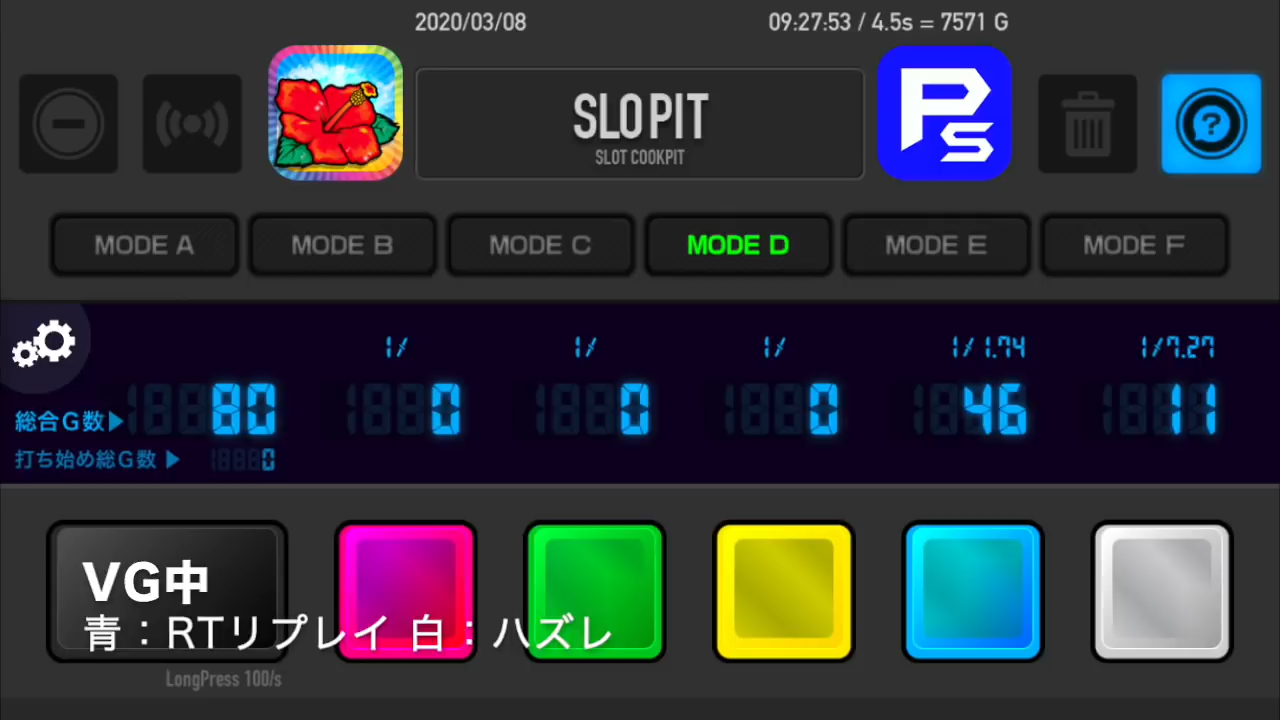 2020/03/08
09:27:53 / 4.5s = 7571 G
SLOPIT
SLOT COOKPIT
PS
?
MODE A
MODE B
MODE C
MODE D
MODE E
MODE F
1/
1/
1/
1/1.74
1/7.27
総合G数▶ 80
0
0
0
46
11
打ち始め総G数 ▶ 0
VG中
青：RTリプレイ 白：ハズレ
LongPress 100/s